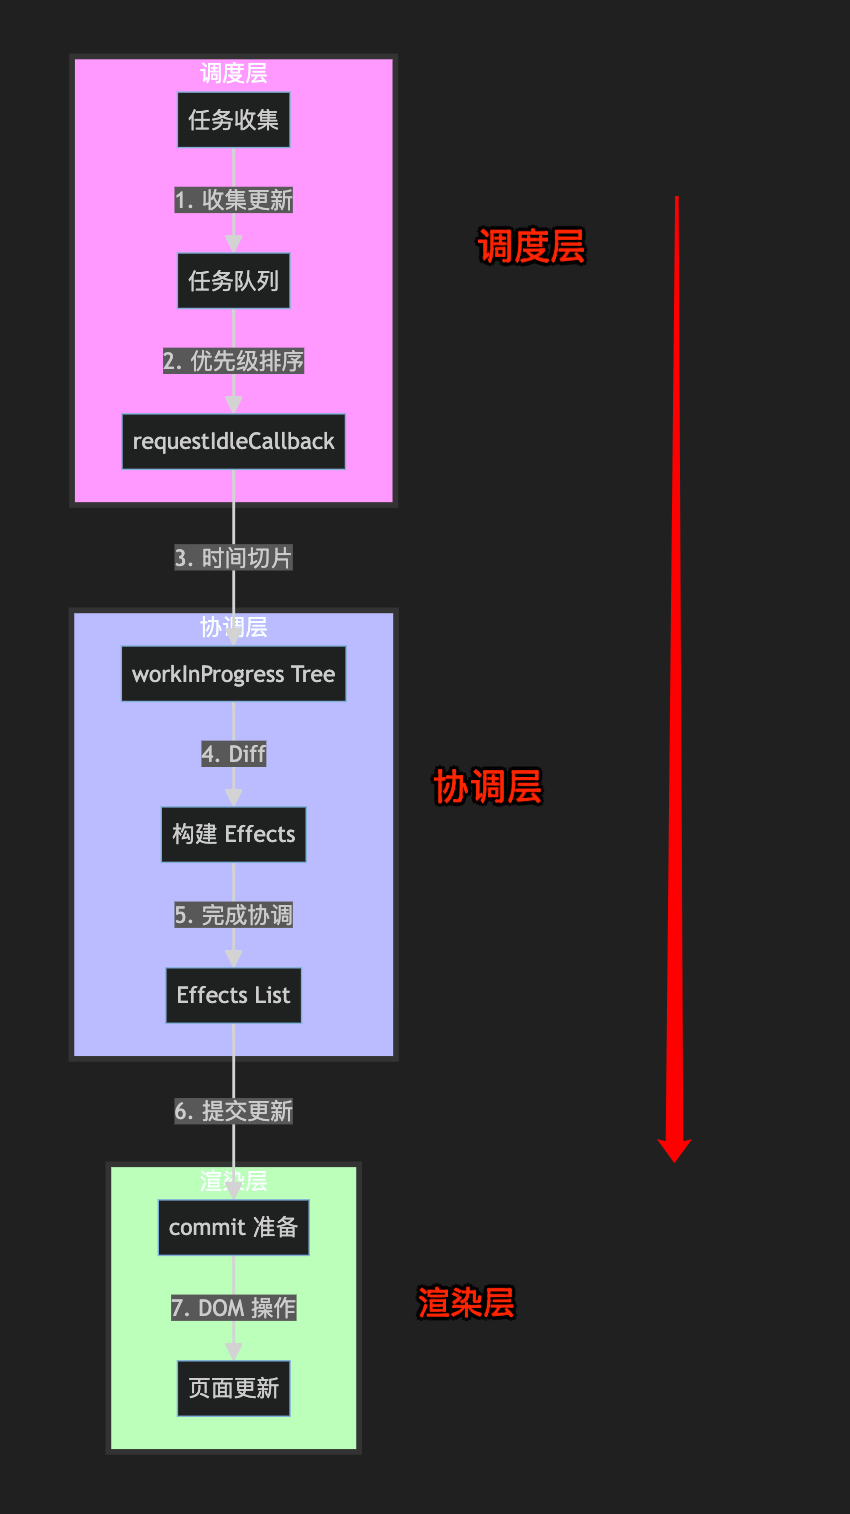 调度层
任务收集
1. 收集更新
调度层
任务队列
2. 优先级排序
requestIdleCallback
3. 时间切片
协调层
workInProgress Tree
4. Diff
协调层
构建 Effects
5. 完成协调
Effects List
6. 提交更新
渲染层
commit 准备
7. DOM 操作
渲染层
页面更新